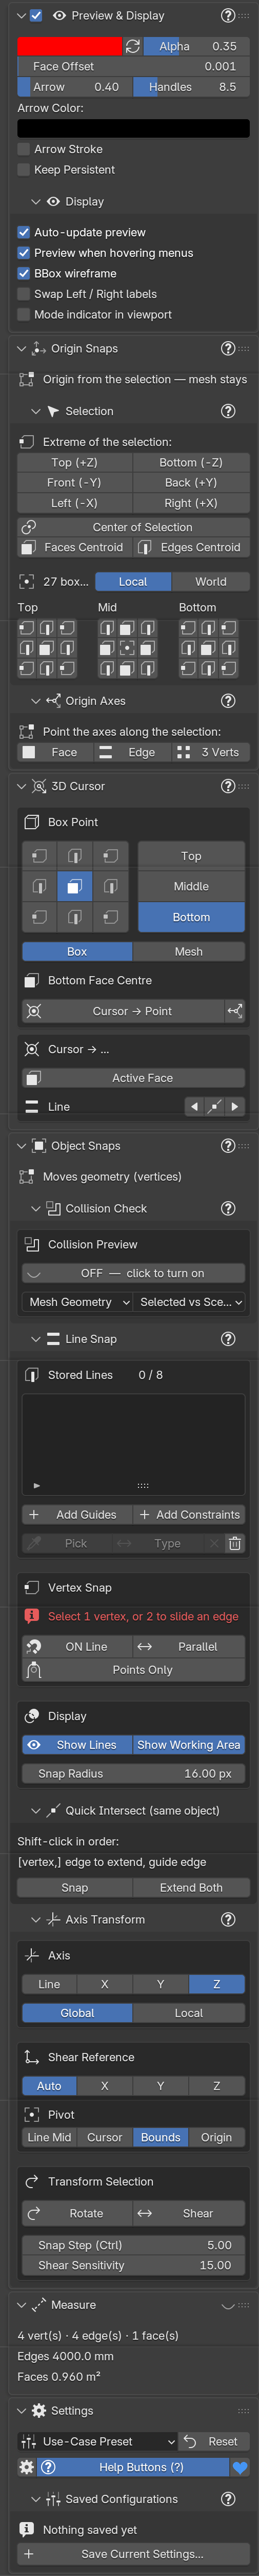 Preview & Display
Alpha 0.35
Face Offset 0.001
Arrow 0.40 Handles 8.5
Arrow Color:
Arrow Stroke
Keep Persistent
Display
Auto-update preview
Preview when hovering menus
BBox wireframe
Swap Left / Right labels
Mode indicator in viewport
Origin Snaps
Origin from the selection — mesh stays
Selection
Extreme of the selection:
Top (+Z) Bottom (-Z)
Front (-Y) Back (+Y)
Left (-X) Right (+X)
Center of Selection
Faces Centroid Edges Centroid
27 box... Local World
Top Mid Bottom
Origin Axes
Point the axes along the selection:
Face Edge 3 Verts
3D Cursor
Box Point
Top
Middle
Bottom
Box Mesh
Bottom Face Centre
Cursor → Point
Cursor → ...
Active Face
Line
Object Snaps
Moves geometry (vertices)
Collision Check
Collision Preview
OFF — click to turn on
Mesh Geometry Selected vs Sce...
Line Snap
Stored Lines 0 / 8
Add Guides Add Constraints
Pick Type
Vertex Snap
Select 1 vertex, or 2 to slide an edge
ON Line Parallel
Points Only
Display
Show Lines Show Working Area
Snap Radius 16.00 px
Quick Intersect (same object)
Shift-click in order:
[vertex,] edge to extend, guide edge
Snap Extend Both
Axis Transform
Axis
Line X Y Z
Global Local
Shear Reference
Auto X Y Z
Pivot
Line Mid Cursor Bounds Origin
Transform Selection
Rotate Shear
Snap Step (Ctrl) 5.00
Shear Sensitivity 15.00
Measure
4 vert(s) · 4 edge(s) · 1 face(s)
Edges 4000.0 mm
Faces 0.960 m²
Settings
Use-Case Preset Reset
Help Buttons (?)
Saved Configurations
Nothing saved yet
Save Current Settings...